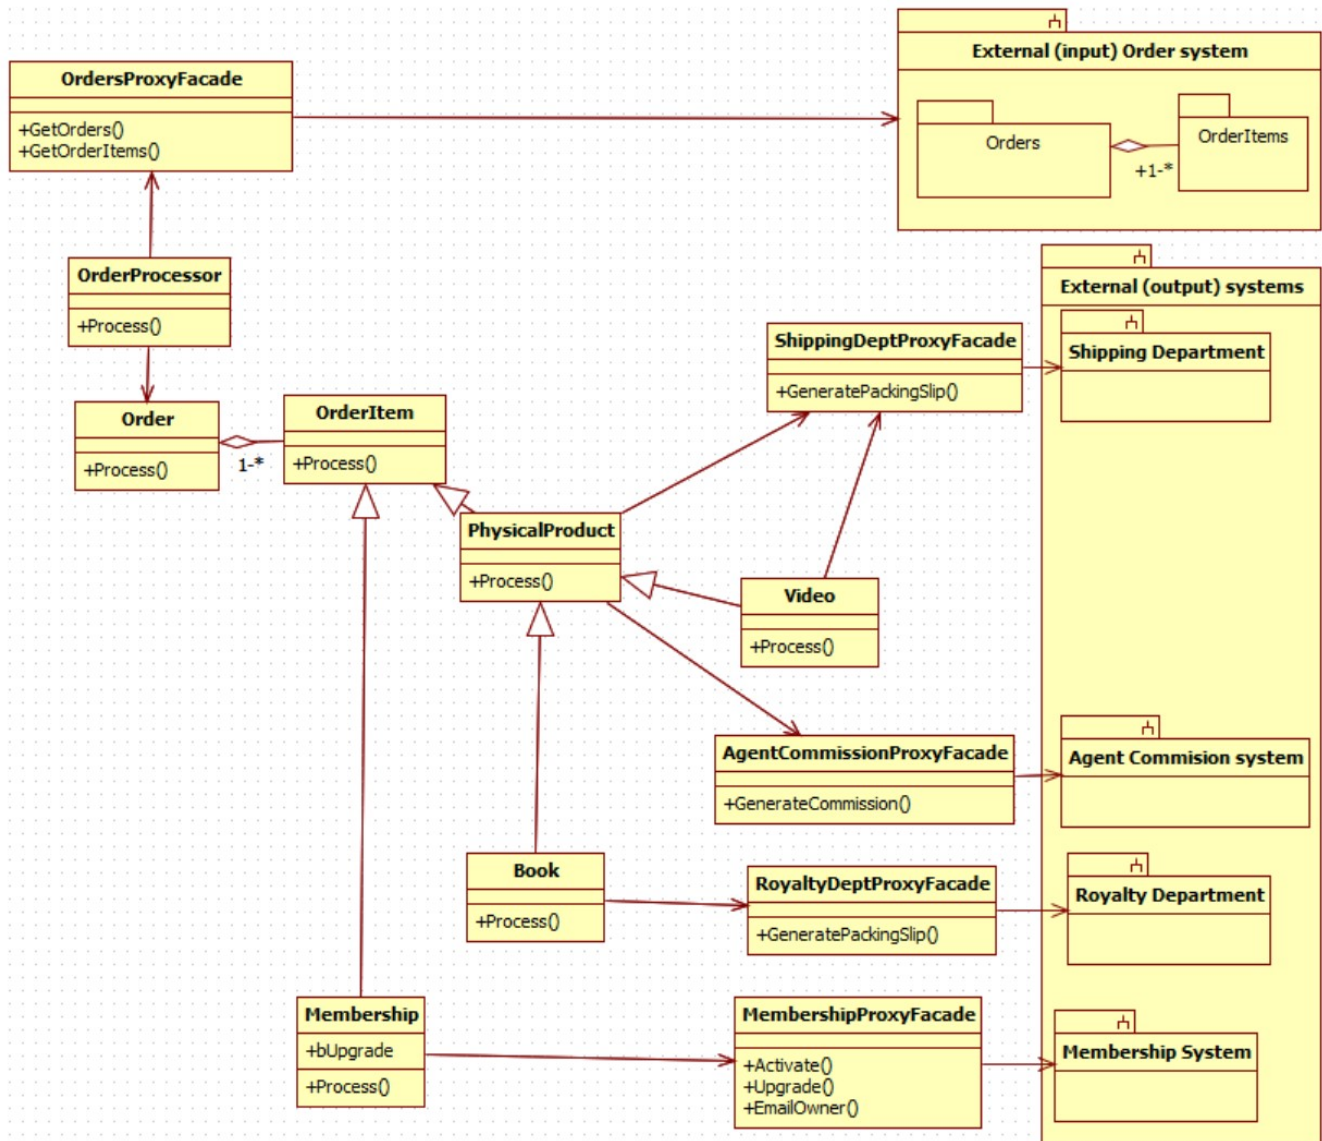 OrdersProxyFacade
+GetOrders()
+GetOrderItems()
External (input) Order system
Orders
+1-*
OrderItems
OrderProcessor
+Process()
Order
+Process()
1-*
OrderItem
+Process()
PhysicalProduct
+Process()
ShippingDeptProxyFacade
+GeneratePackingSlip()
Video
+Process()
External (output) systems
Shipping Department
AgentCommissionProxyFacade
+GenerateCommission()
Agent Commision system
Book
+Process()
RoyaltyDeptProxyFacade
+GeneratePackingSlip()
Royalty Department
Membership
+bUpgrade
+Process()
MembershipProxyFacade
+Activate()
+Upgrade()
+EmailOwner()
Membership System